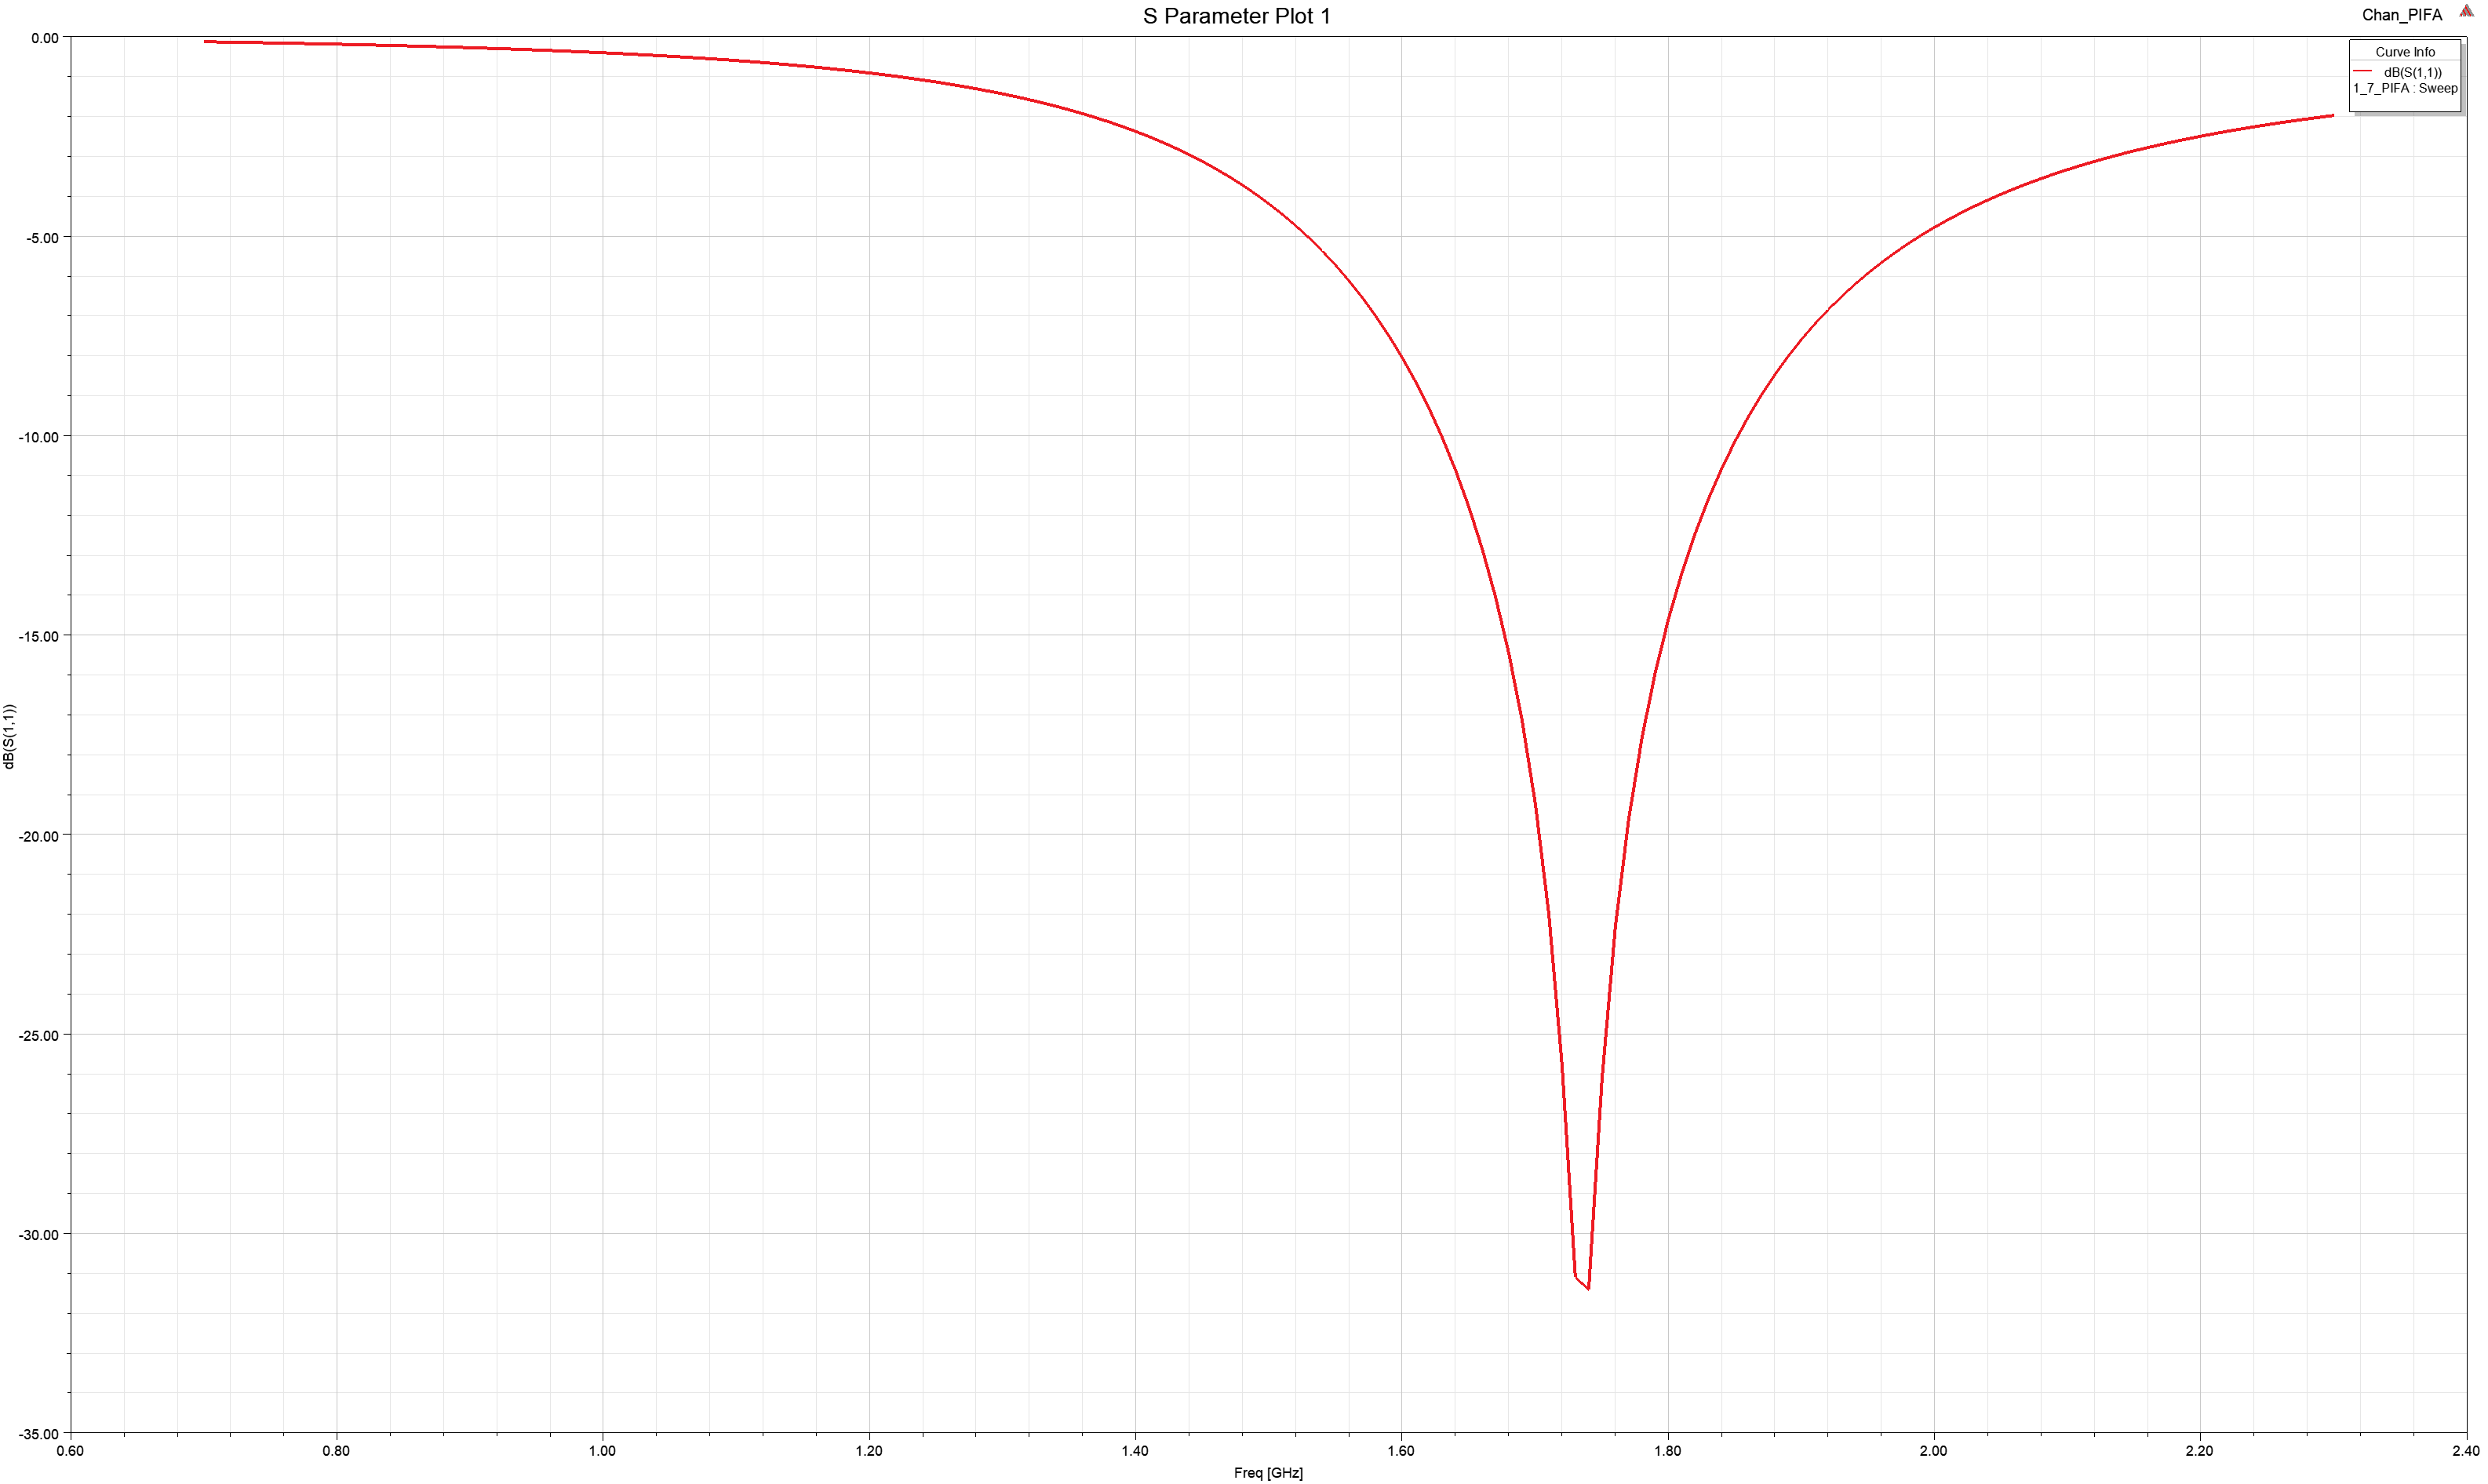 S Parameter Plot 1
Chan_PIFA
Curve Info
dB(S(1,1))
1_7_PIFA : Sweep
0.00
-5.00
-10.00
-15.00
-20.00
-25.00
-30.00
-35.00
dB(S(1,1))
0.60 0.80 1.00 1.20 1.40 1.60 1.80 2.00 2.20 2.40
Freq [GHz]